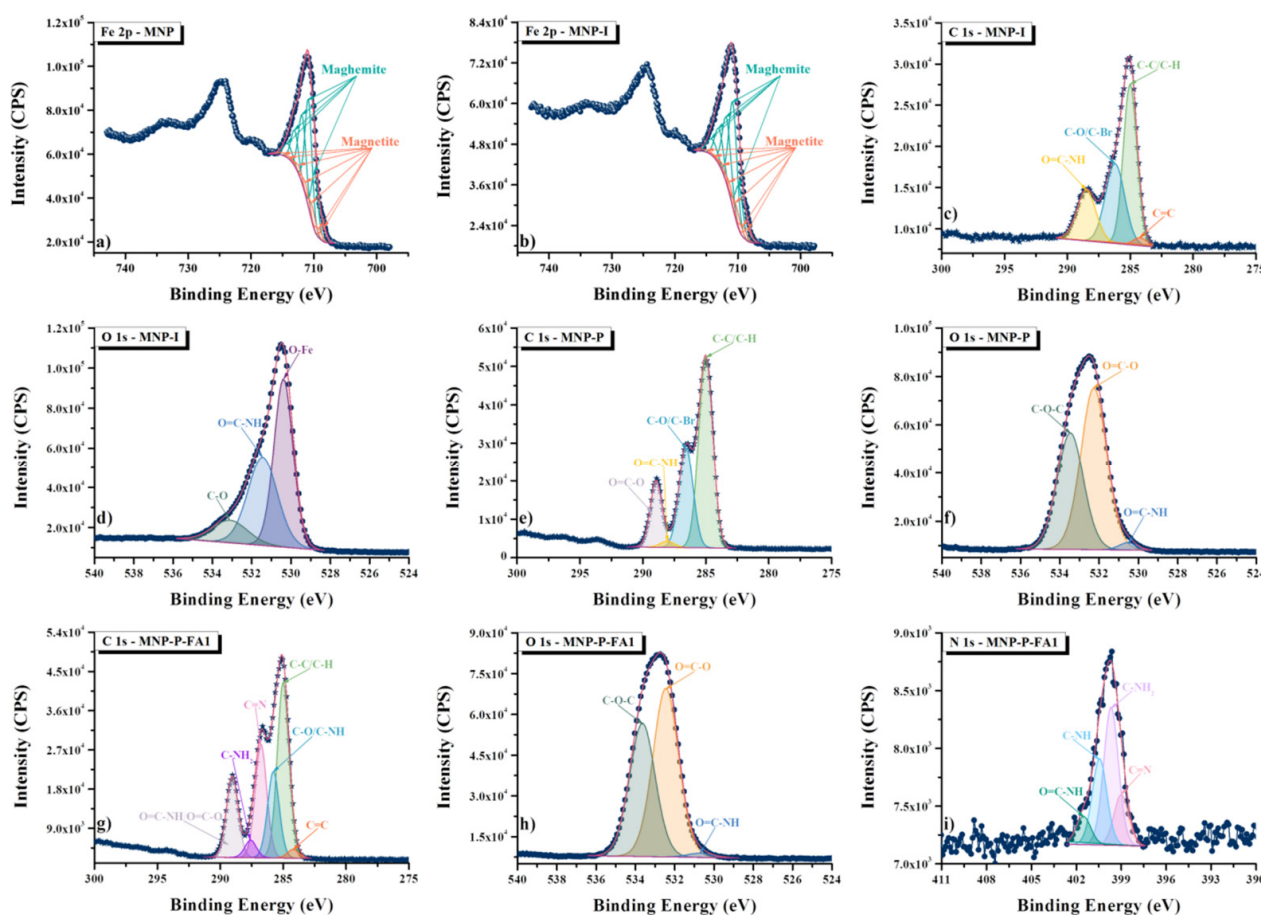 Fe 2p - MNP
Intensity (CPS)
1.2x10⁵
1.0x10⁵
8.0x10⁴
6.0x10⁴
4.0x10⁴
2.0x10⁴
Maghemite
Magnetite
a)
740 730 720 710 700
Binding Energy (eV)
Fe 2p - MNP-I
Intensity (CPS)
8.4x10⁴
7.2x10⁴
6.0x10⁴
4.8x10⁴
3.6x10⁴
2.4x10⁴
Maghemite
Magnetite
b)
740 730 720 710 700
Binding Energy (eV)
C 1s - MNP-I
Intensity (CPS)
3.5x10⁴
3.0x10⁴
2.5x10⁴
2.0x10⁴
1.5x10⁴
1.0x10⁴
C-C/C-H
C-O/C-Br
O=C-NH
C=C
c)
300 295 290 285 280 275
Binding Energy (eV)
O 1s - MNP-I
Intensity (CPS)
1.2x10⁵
1.0x10⁵
8.0x10⁴
6.0x10⁴
4.0x10⁴
2.0x10⁴
O-Fe
O=C-NH
C-O
d)
540 538 536 534 532 530 528 526 524
Binding Energy (eV)
C 1s - MNP-P
Intensity (CPS)
6x10⁴
5x10⁴
4x10⁴
3x10⁴
2x10⁴
1x10⁴
0
C-C/C-H
C-O/C-Br
O=C-NH
O=C-O
e)
300 295 290 285 280 275
Binding Energy (eV)
O 1s - MNP-P
Intensity (CPS)
1.0x10⁵
8.0x10⁴
6.0x10⁴
4.0x10⁴
2.0x10⁴
O=C-O
C-O-C
O=C-NH
f)
540 538 536 534 532 530 528 526 524
Binding Energy (eV)
C 1s - MNP-P-FA1
Intensity (CPS)
5.4x10⁴
4.5x10⁴
3.6x10⁴
2.7x10⁴
1.8x10⁴
9.0x10³
C-C/C-H
C=N
C-O/C-NH
C-NH₂
O=C-NH O=C-O
C=C
g)
300 295 290 285 280 275
Binding Energy (eV)
O 1s - MNP-P-FA1
Intensity (CPS)
9.0x10⁴
7.5x10⁴
6.0x10⁴
4.5x10⁴
3.0x10⁴
1.5x10⁴
O=C-O
C-O-C
O=C-NH
h)
540 538 536 534 532 530 528 526 524
Binding Energy (eV)
N 1s - MNP-P-FA1
Intensity (CPS)
9.0x10³
8.5x10³
8.0x10³
7.5x10³
7.0x10³
C-NH₂
C-NH
C=N
O=C-NH
i)
411 408 405 402 399 396 393 390
Binding Energy (eV)